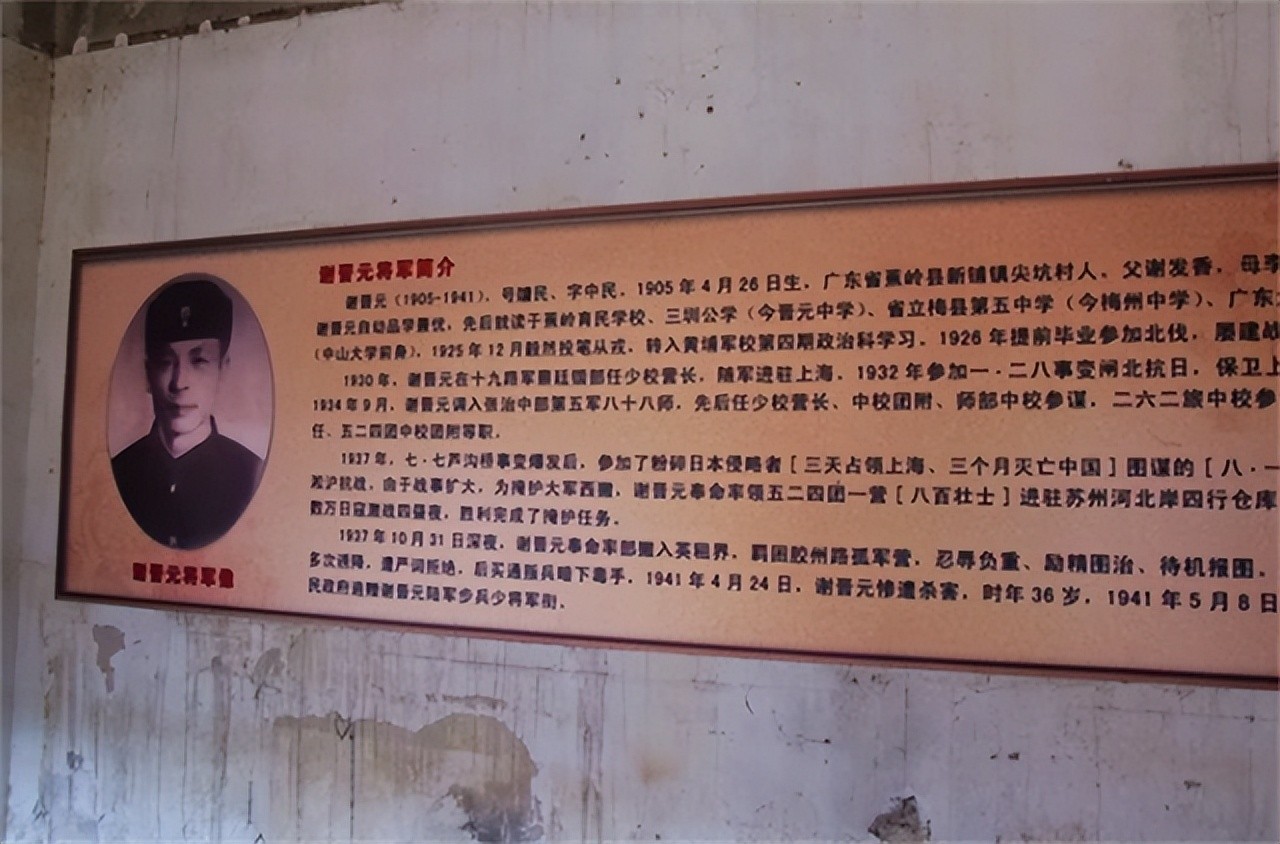 谢晋元将军简介
谢晋元（1905-1941），号中民、字中民，1905年4月26日生，广东省蕉岭县新铺镇尖坑村人。父谢发香，母李
谢晋元自幼品学兼优，先后就读于蕉岭育民学校、三圳公学（今晋元中学）、省立梅县第五中学（今梅州中学）、广东
（中山大学前身），1925年12月毅然投笔从戎，转入黄埔军校第四期政治科学习。1926年提前毕业参加北伐，屡建战
1930年，谢晋元在十九路军蔡廷锴部任少校营长，随军进驻上海。1932年参加一·二八事变闸北抗日，保卫上
1934年9月，谢晋元调入张治中部第五军八十八师，先后任少校营长、中校团附、师部中校参谋，二六二旅中校参
任、五二四团中校团附等职。
1937年，七·七芦沟桥事变爆发后，参加了粉碎日本侵略者［三天占领上海、三个月灭亡中国］图谋的［八·一
淞沪抗战，由于战事扩大，为掩护大军西撤，谢晋元奉命率领五二四团一营［八百壮士］进驻苏州河北岸四行仓库
数万日寇激战四昼夜，胜利完成了掩护任务。
1937年10月31日深夜，谢晋元奉命率部撤入英租界，羁困胶州路孤军营，忍辱负重、励精图治、待机报国。
多次诱降，遭严词拒绝，后买通叛兵暗下毒手，1941年4月24日，谢晋元惨遭杀害，时年36岁，1941年5月8日
民政府追赠谢晋元陆军步兵少将军衔。
谢晋元将军像